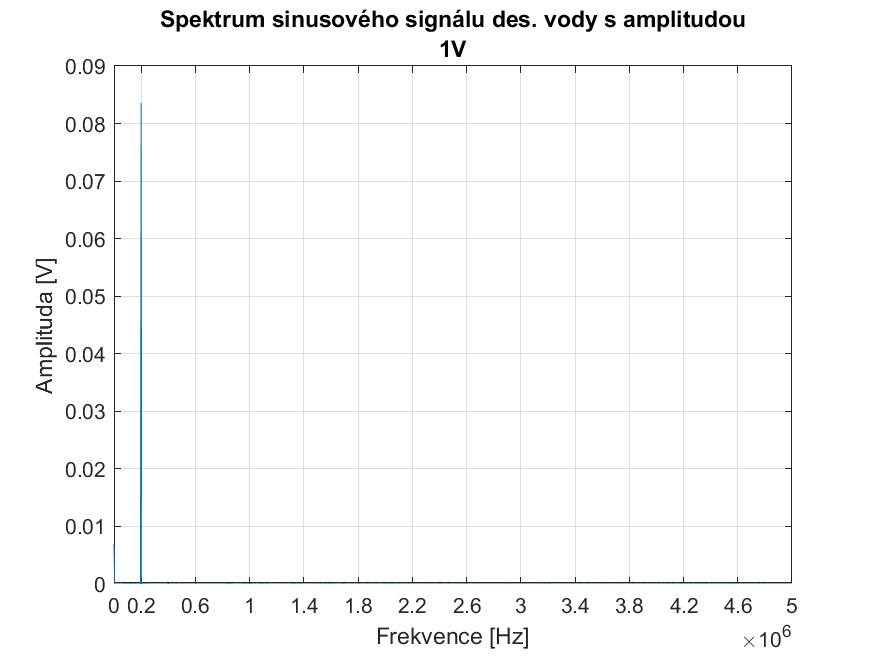 Spektrum sinusového signálu des. vody s amplitudou
1V
0.09
0.08
0.07
0.06
0.05
0.04
0.03
0.02
0.01
0
Amplituda [V]
0 0.2 0.6 1 1.4 1.8 2.2 2.6 3 3.4 3.8 4.2 4.6 5
Frekvence [Hz]
×10⁶